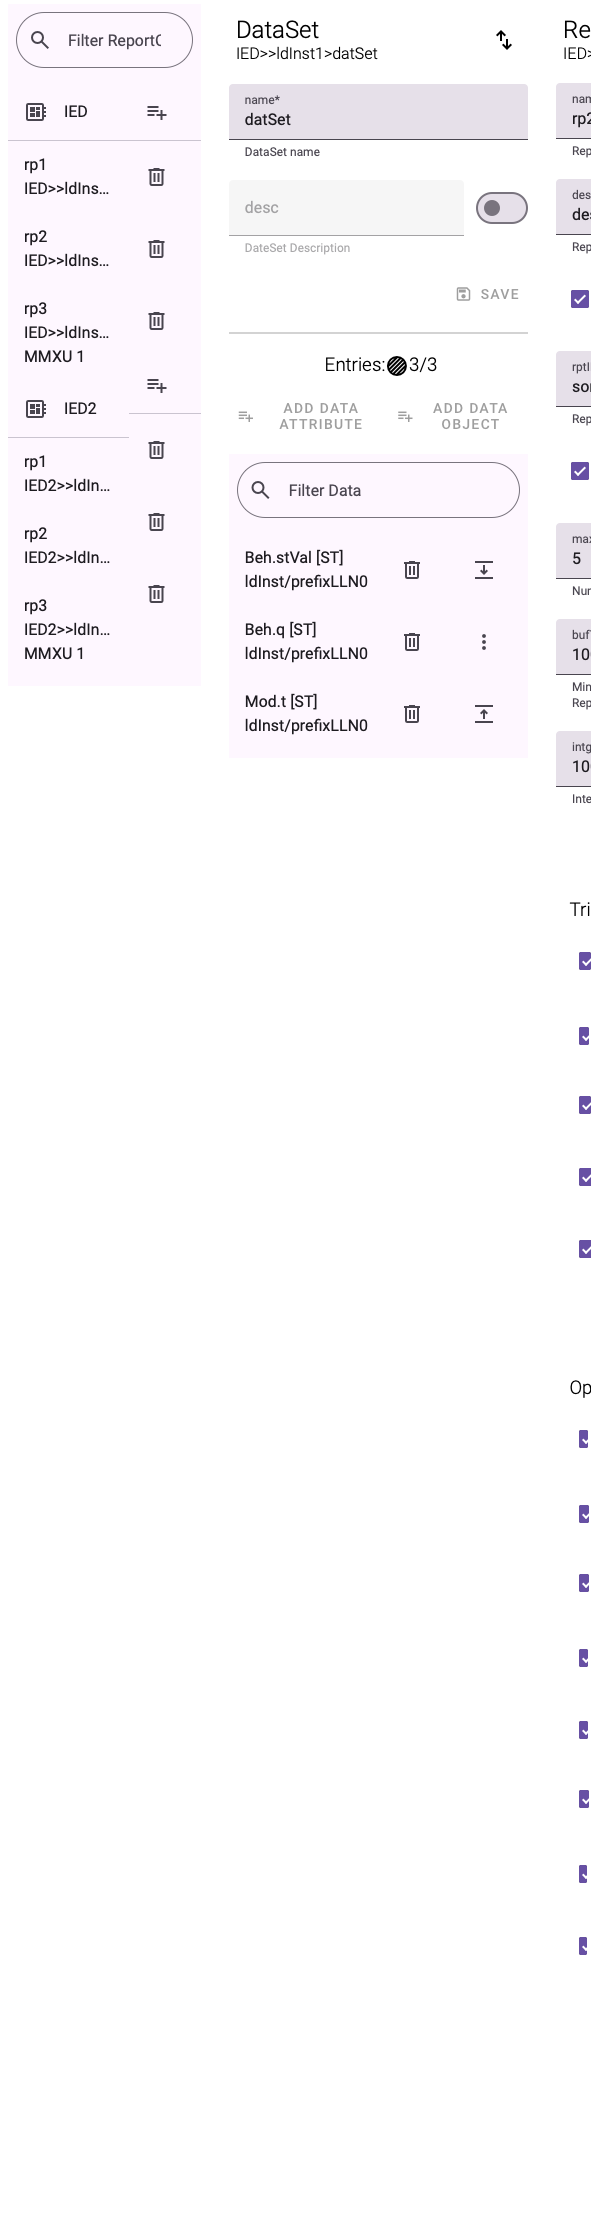 Filter ReportC
IED
rp1
IED>>ldIns...
rp2
IED>>ldIns...
rp3
IED>>ldIns...
MMXU 1
IED2
rp1
IED2>>ldIn...
rp2
IED2>>ldIn...
rp3
IED2>>ldIn...
MMXU 1
DataSet
IED>>ldInst1>datSet
name*
datSet
DataSet name
desc
DateSet Description
SAVE
Entries: 3/3
ADD DATA
ATTRIBUTE
ADD DATA
OBJECT
Filter Data
Beh.stVal [ST]
ldInst/prefixLLN0
Beh.q [ST]
ldInst/prefixLLN0
Mod.t [ST]
ldInst/prefixLLN0
Re
IED>
nam
rp2
Rep
des
des
Rep
rptI
Rep
max
5
Nur
buf
10
Min
Rep
intg
10
Inte
Tri
Op